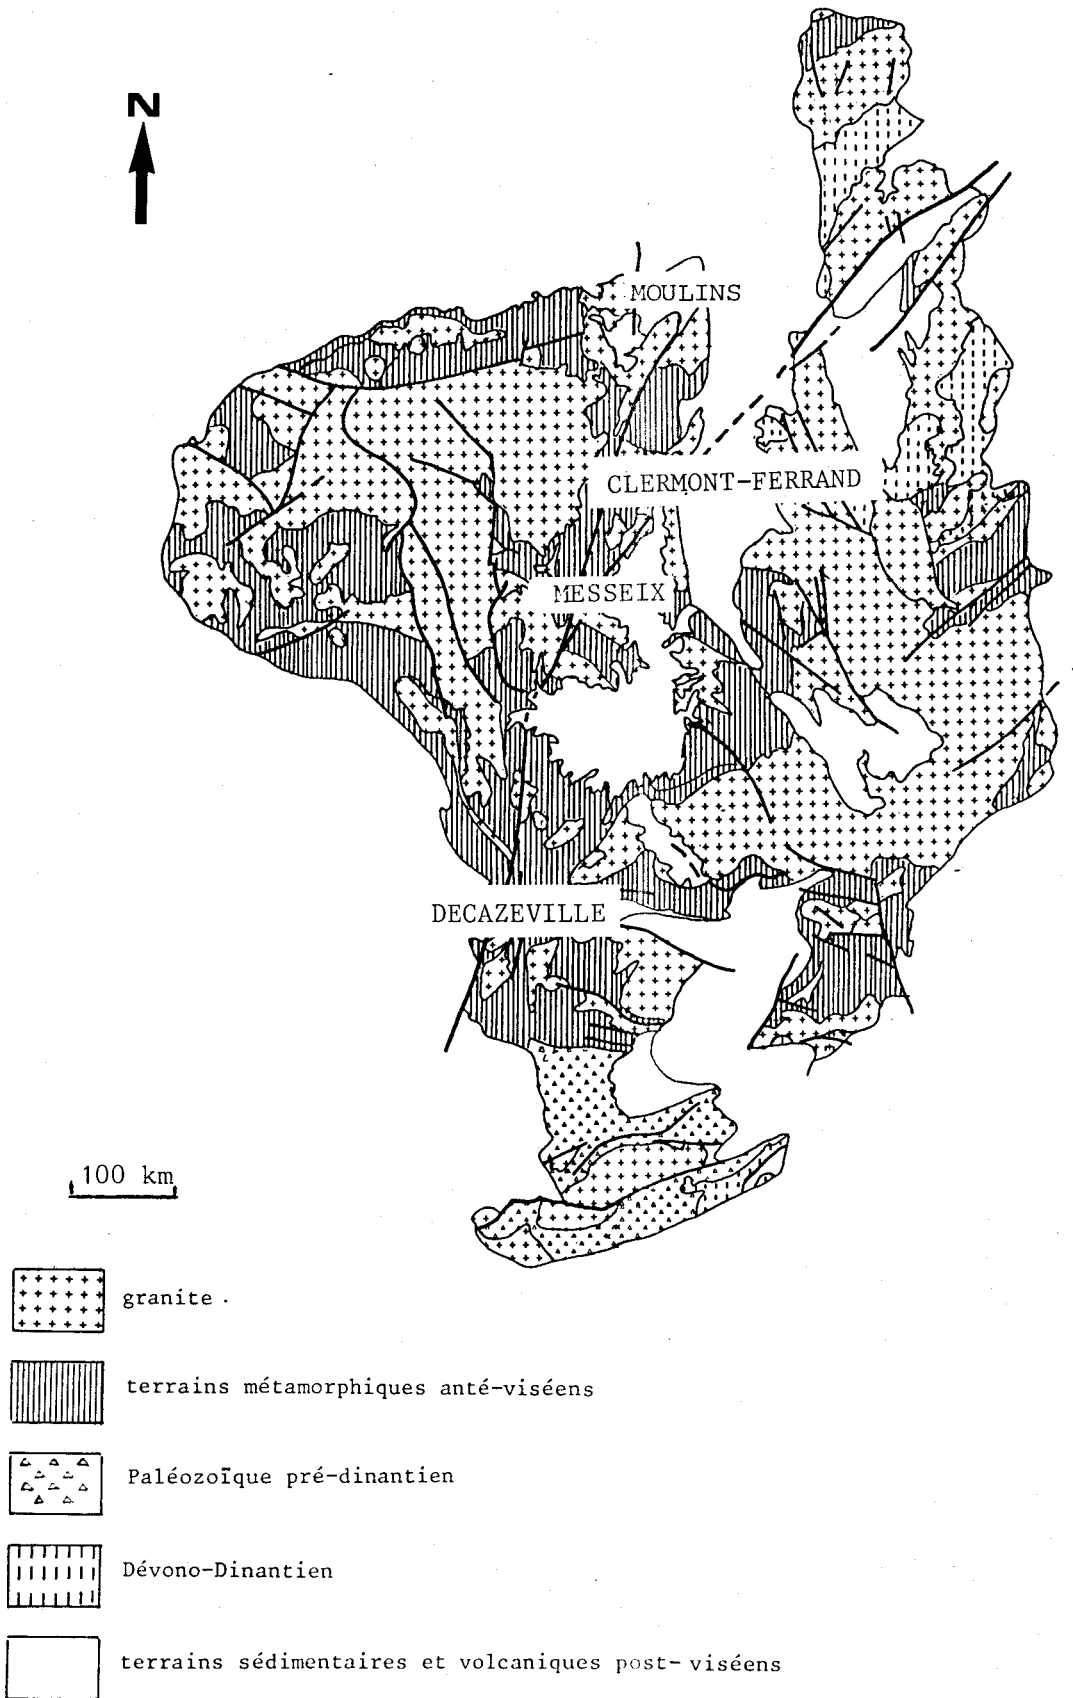 N
MOULINS
CLERMONT-FERRAND
MESSEIX
DECAZEVILLE
100 km
granite
terrains métamorphiques anté-viséens
Paléozoïque pré-dinantien
Dévono-Dinantien
terrains sédimentaires et volcaniques post-viséens